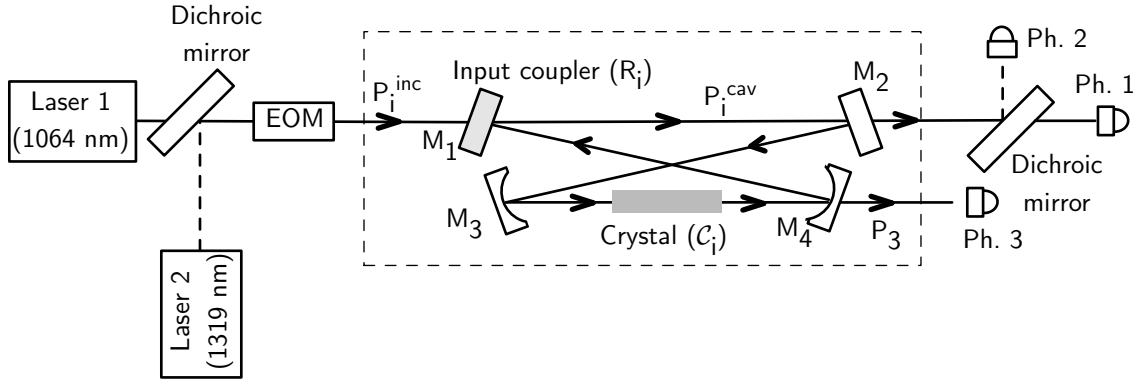 Dichroic
mirror
Laser 1
(1064 nm)
EOM
P_i^inc
Input coupler (R_i)
M_1
P_i^cav
M_2
Ph. 2
Ph. 1
Dichroic
mirror
M_3
Crystal (𝒞_i)
M_4
P_3
Ph. 3
Laser 2
(1319 nm)